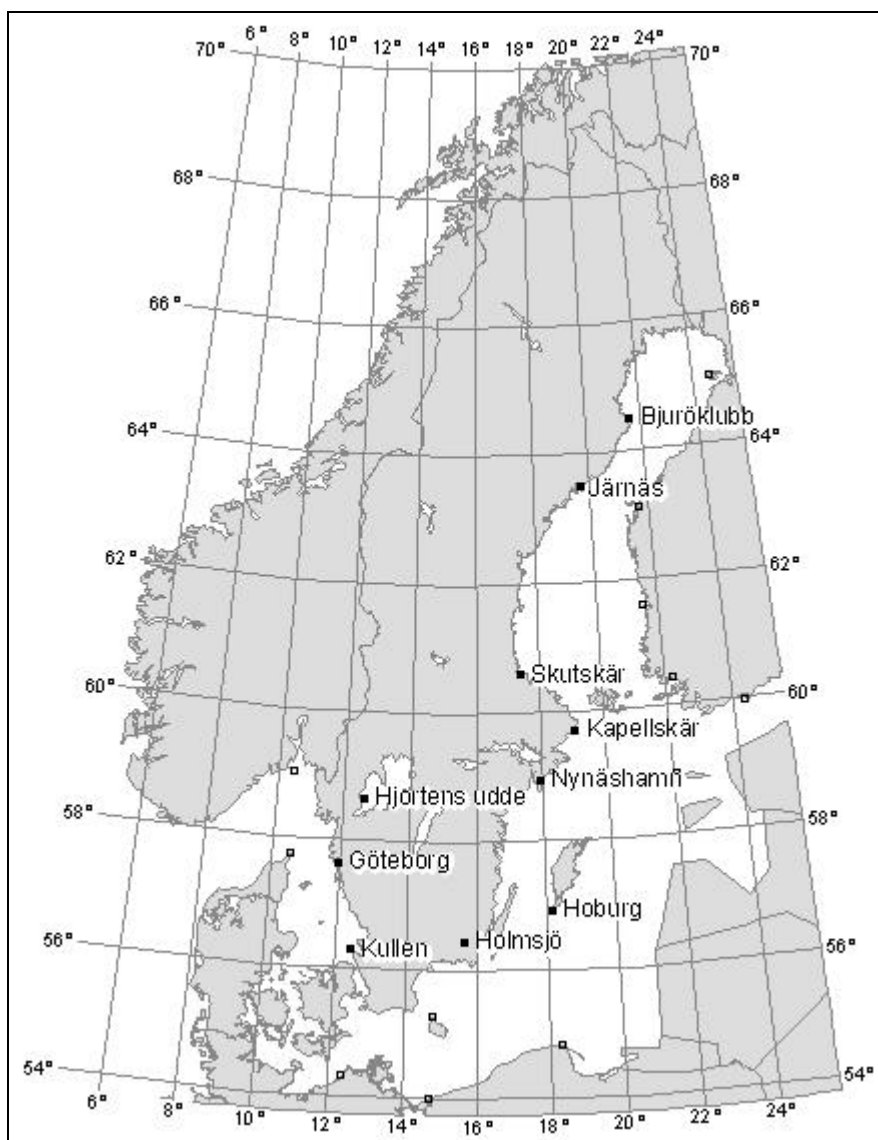 6° 8° 10° 12° 14° 16° 18° 20° 22° 24°
70° 70°
68° 68°
66° 66°
Bjuröklubb
64° 64°
Järnäs
62° 62°
Skutskär
60° 60°
Kapellskär
Nynäshamn
Hjortens udde
58° 58°
Göteborg
Hoburg
Holmsjö
Kullen
56° 56°
54° 54°
6° 8° 10° 12° 14° 16° 18° 20° 22° 24°